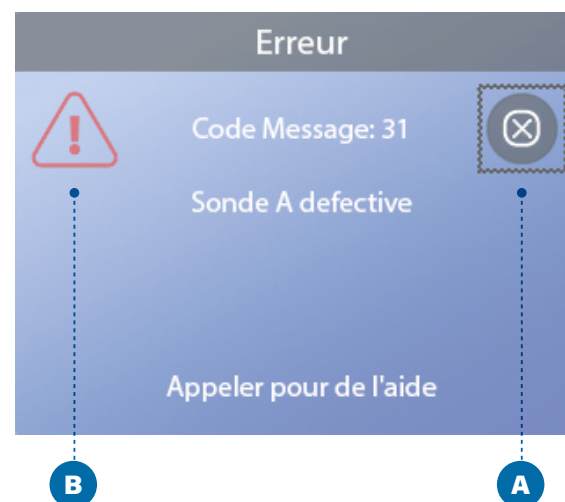 Erreur
Code Message: 31
Sonde A defective
Appeler pour de l'aide
B A